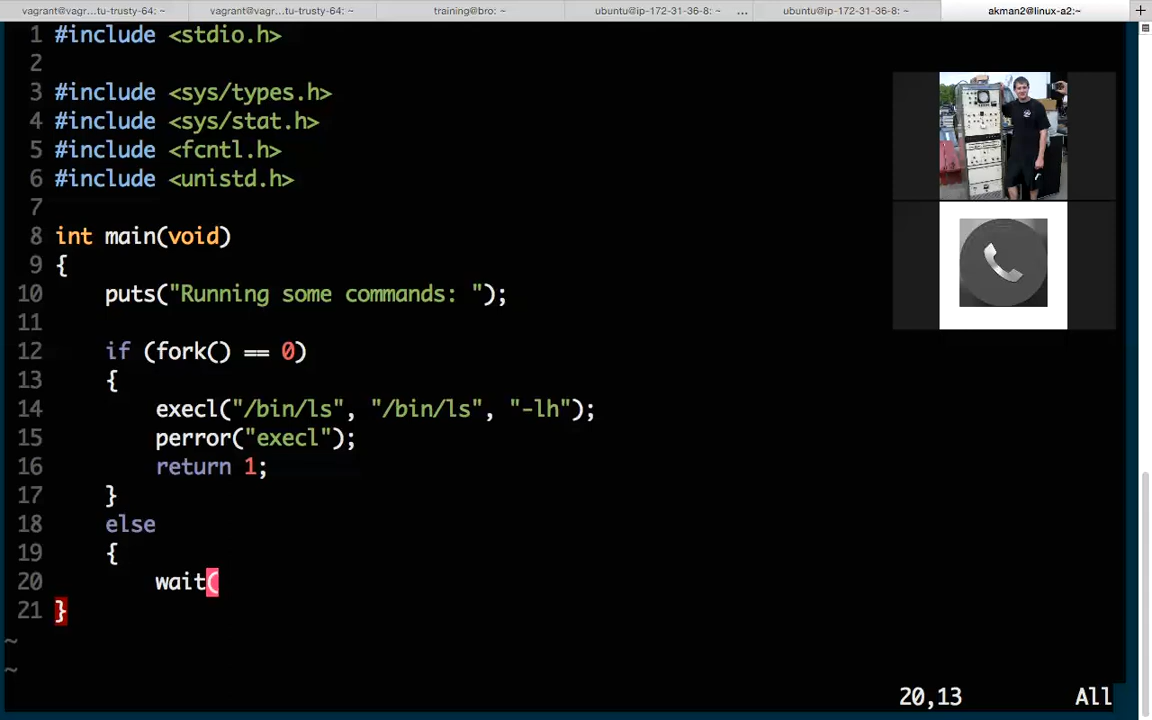 vagrant@vagr...tu-trusty-64: ~ vagrant@vagr...tu-trusty-64: ~ training@bro: ~ ubuntu@ip-172-31-36-8: ~ ... ubuntu@ip-172-31-36-8: ~ akman2@linux-a2:~ +
1 #include <stdio.h>
2
3 #include <sys/types.h>
4 #include <sys/stat.h>
5 #include <fcntl.h>
6 #include <unistd.h>
7
8 int main(void)
9 {
10 puts("Running some commands: ");
11
12 if (fork() == 0)
13 {
14 execl("/bin/ls", "/bin/ls", "-lh");
15 perror("execl");
16 return 1;
17 }
18 else
19 {
20 wait(
21 }
~
~
20,13 All